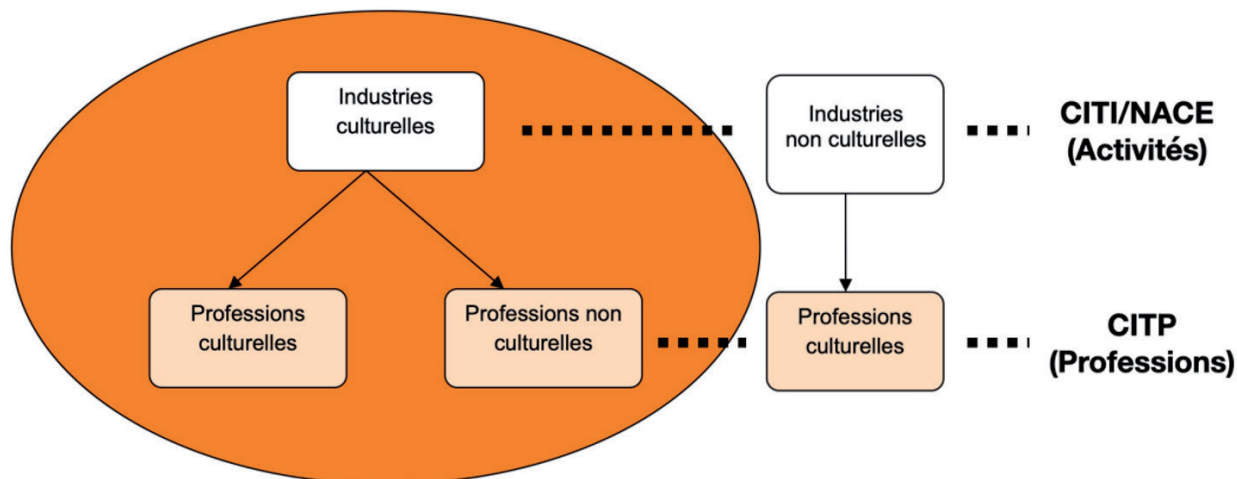 Industries
culturelles
Industries
non culturelles
CITI/NACE
(Activités)
Professions
culturelles
Professions non
culturelles
Professions
culturelles
CITP
(Professions)